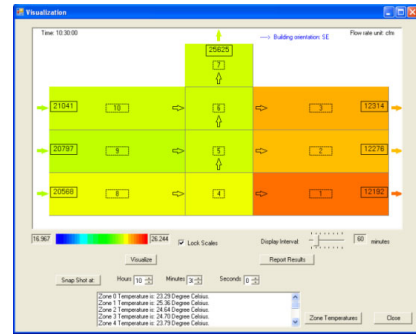 Visualization
Time: 10:30:00
Building orientation: SE
Flow rate unit: cfm
25625
7
21041
10
6
3
12314
20797
9
5
2
12276
20568
8
4
1
12192
16.967
26.244
Lock Scales
Display Interval:
60
minutes
Visualize
Report Results
Snap Shot at:
Hours
10
Minutes
Seconds
0
Zone 0 Temperature is: 23.29 Degree Celsius.
Zone 1 Temperature is: 25.36 Degree Celsius.
Zone 2 Temperature is: 24.64 Degree Celsius.
Zone 3 Temperature is: 24.70 Degree Celsius.
Zone 4 Temperature is: 23.79 Degree Celsius.
Zone Temperatures
Close